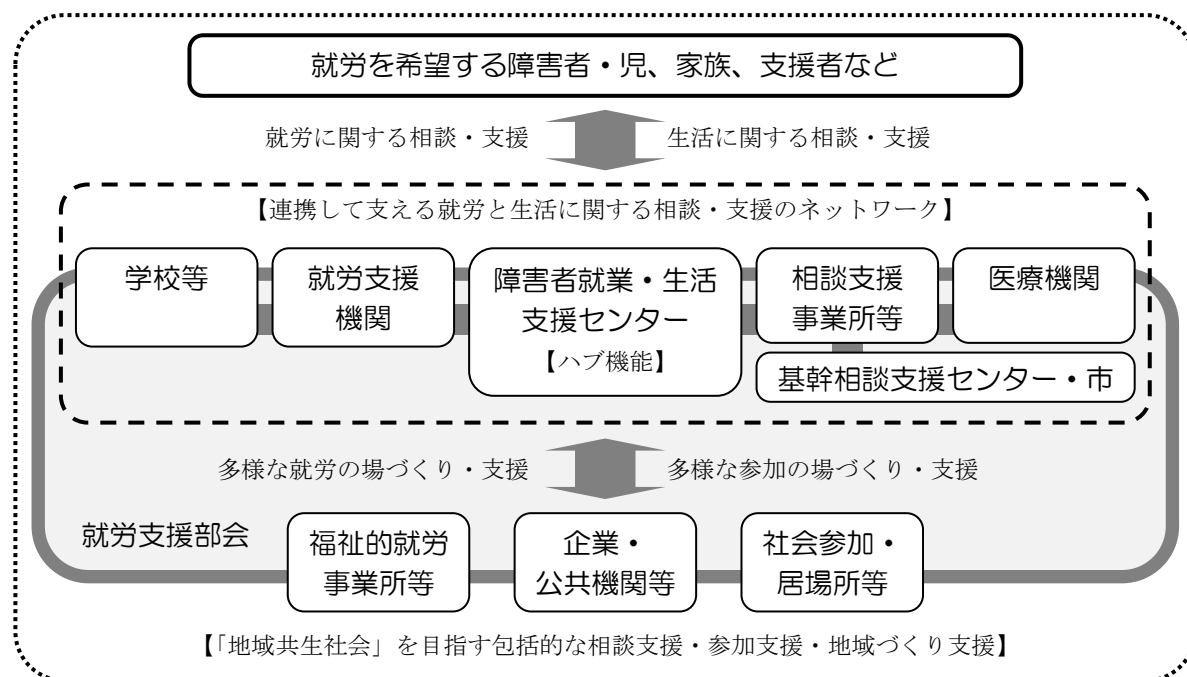 就労を希望する障害者・児、家族、支援者など
就労に関する相談・支援
生活に関する相談・支援
【連携して支える就労と生活に関する相談・支援のネットワーク】
学校等
就労支援
機関
障害者就業・生活
支援センター
【ハブ機能】
相談支援
事業所等
医療機関
基幹相談支援センター・市
多様な就労の場づくり・支援
多様な参加の場づくり・支援
就労支援部会
福祉的就労
事業所等
企業・
公共機関等
社会参加・
居場所等
【「地域共生社会」を目指す包括的な相談支援・参加支援・地域づくり支援】